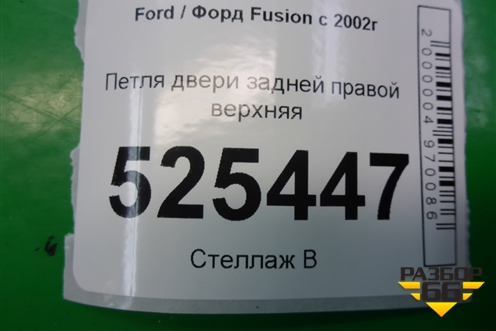 Ford / Форд Fusion с 2002г
Петля двери задней правой
верхняя
525447
Стеллаж В
2000004970086
РАЗБОР
66